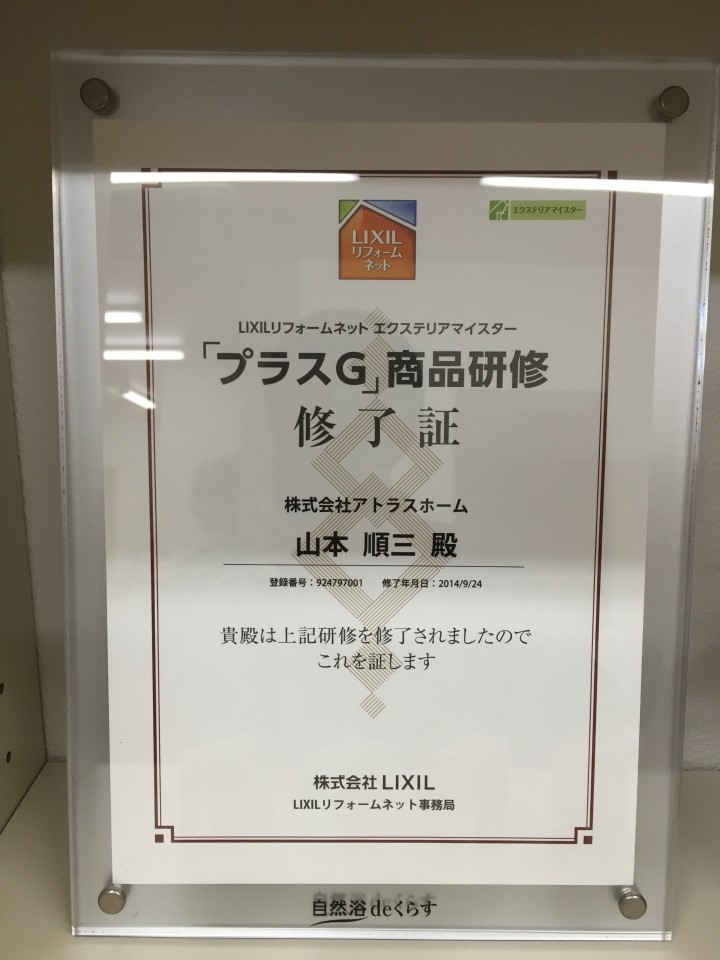 LIXIL
リフォーム
ネット
エクステリアマイスター
LIXILリフォームネット エクステリアマイスター
「プラスG」商品研修
修了証
株式会社アトラスホーム
山本 順三 殿
登録番号：924797001 修了年月日：2014/9/24
貴殿は上記研修を修了されましたので
これを証します
株式会社 LIXIL
LIXILリフォームネット事務局
自然浴deくらす